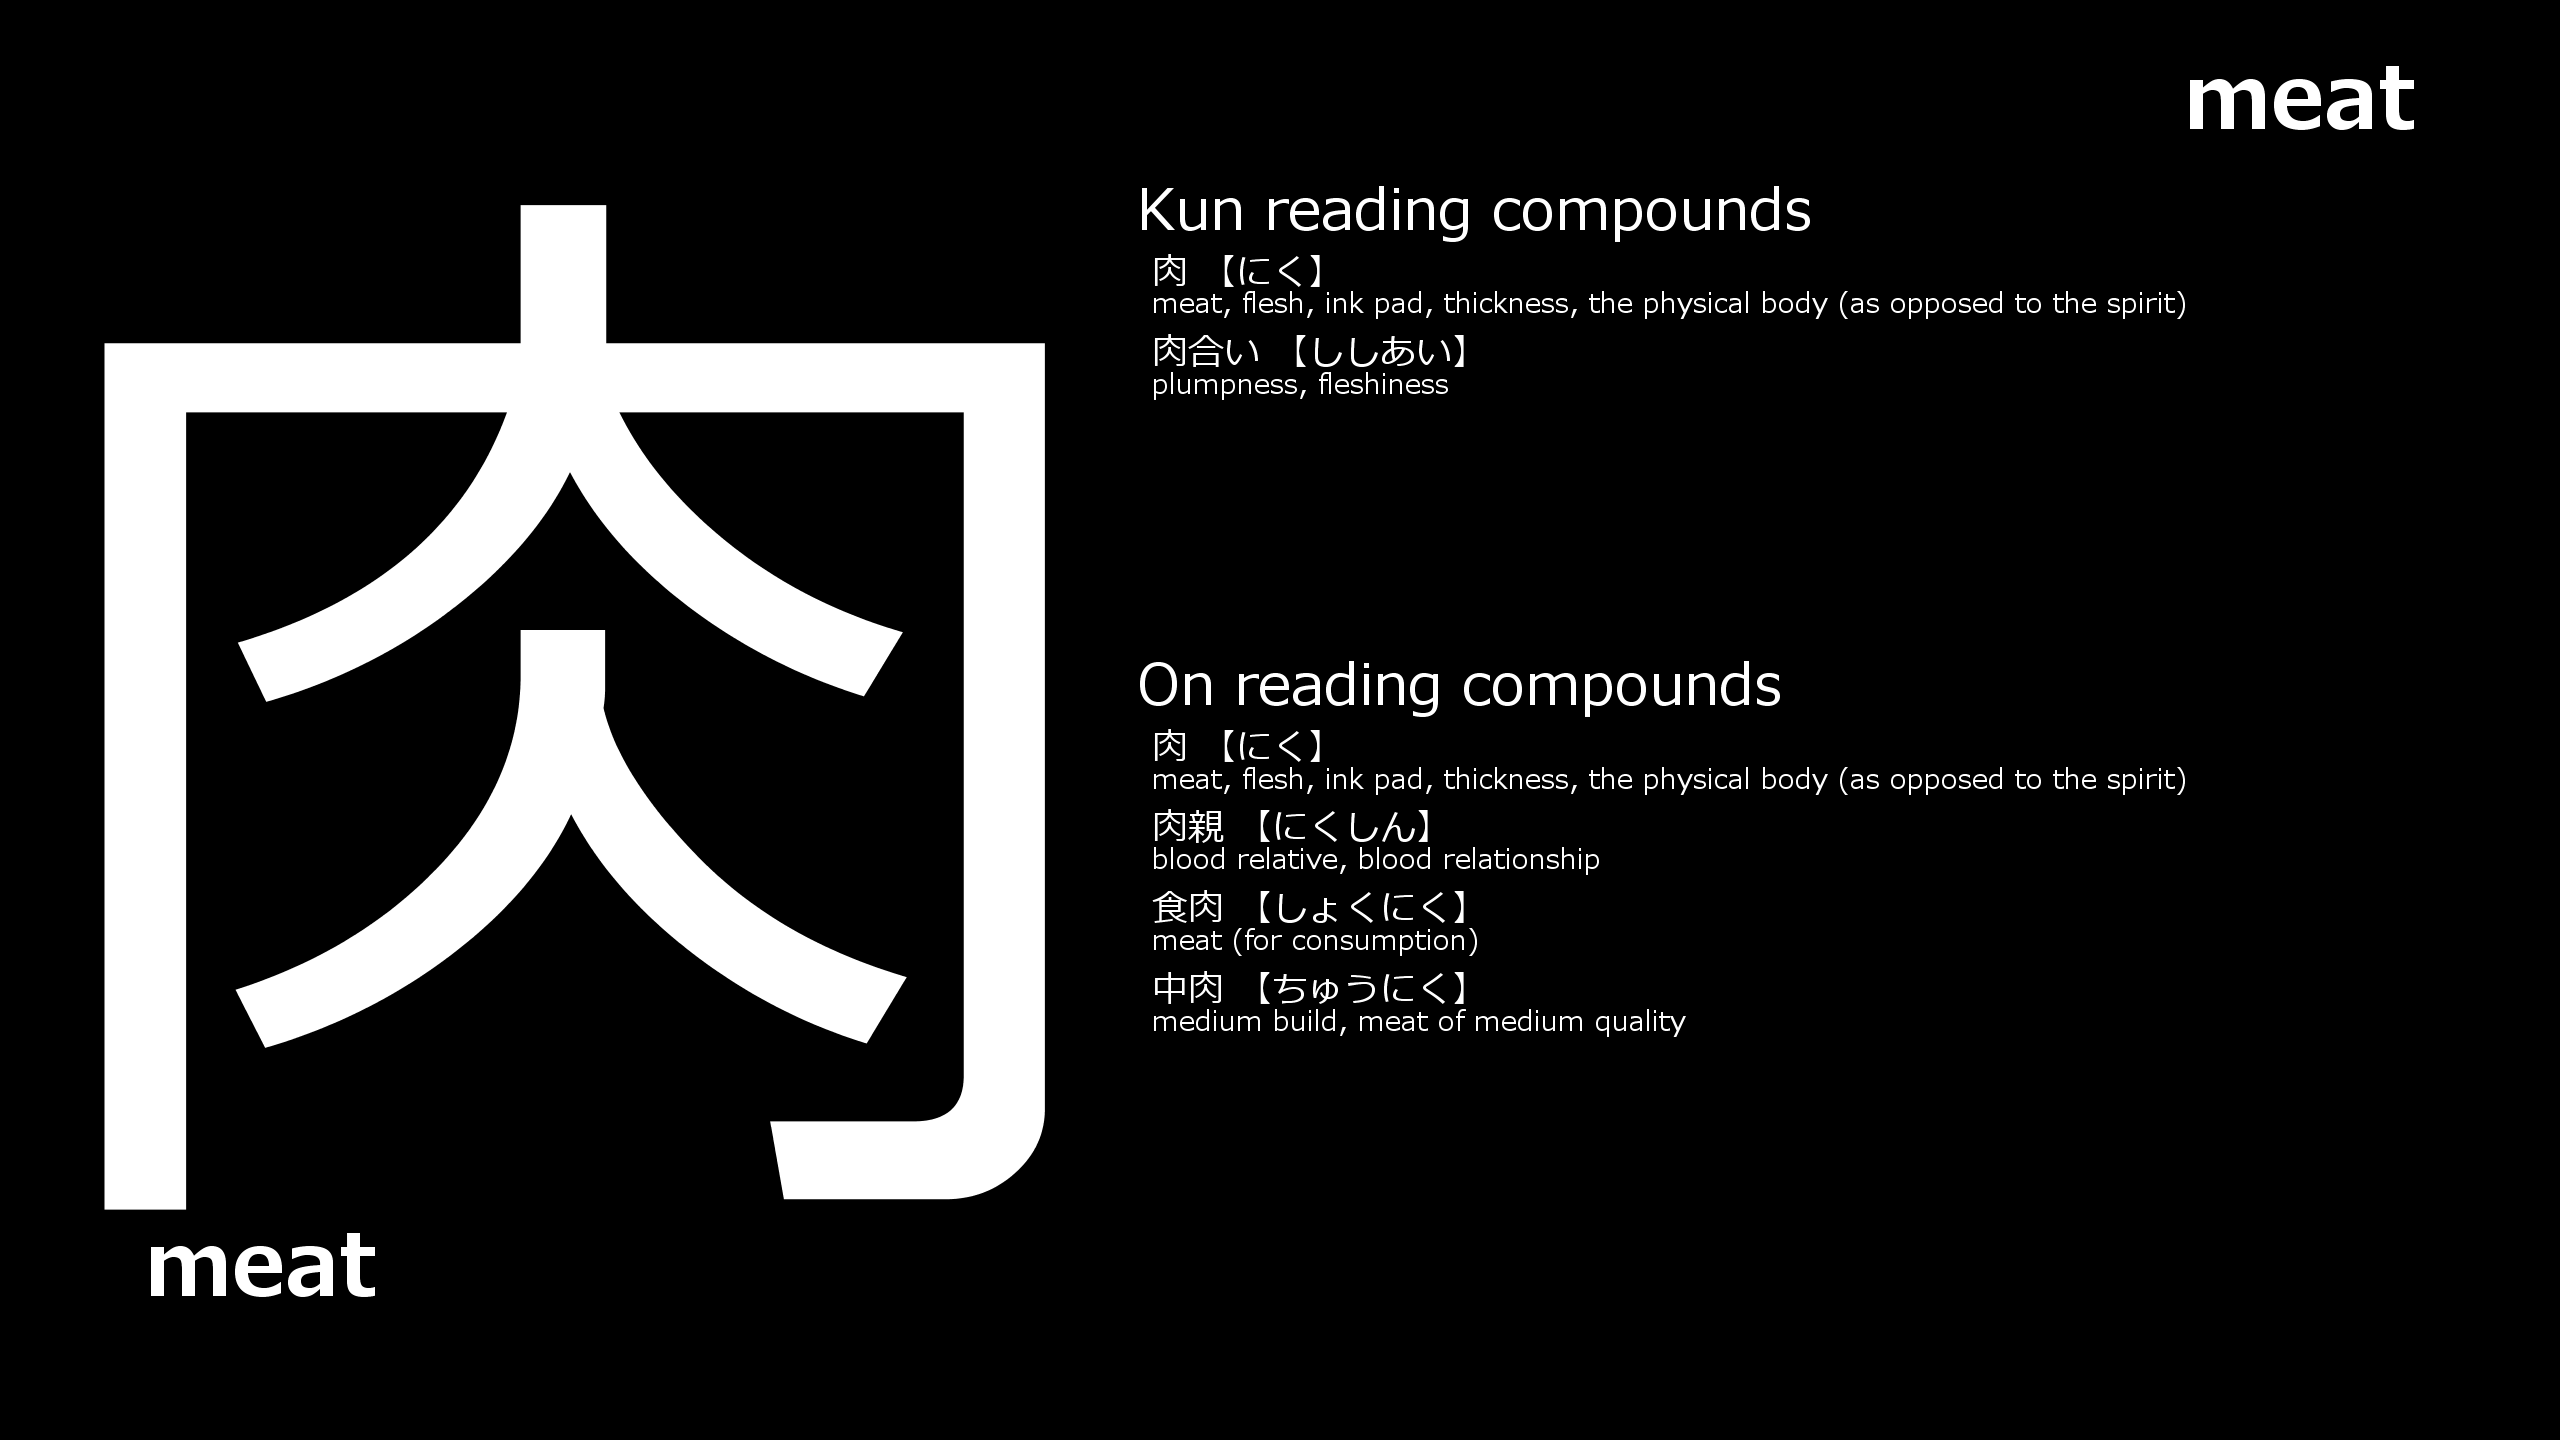 meat
肉
meat
Kun reading compounds
肉 【にく】
meat, flesh, ink pad, thickness, the physical body (as opposed to the spirit)
肉合い 【ししあい】
plumpness, fleshiness
On reading compounds
肉 【にく】
meat, flesh, ink pad, thickness, the physical body (as opposed to the spirit)
肉親 【にくしん】
blood relative, blood relationship
食肉 【しょくにく】
meat (for consumption)
中肉 【ちゅうにく】
medium build, meat of medium quality